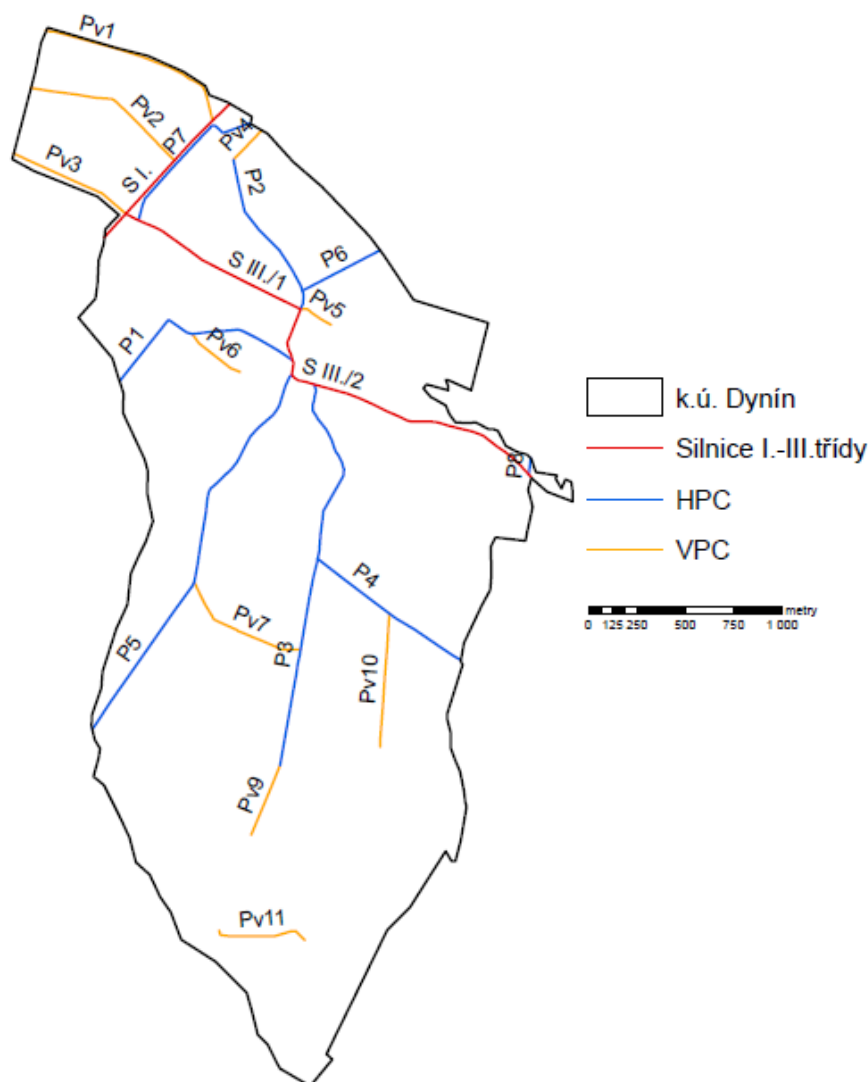 Pv1
Pv2
P7
Pv4
Pv3
S I.
P2
S III./1
P6
Pv5
P1
Pv6
S III./2
P8
k.ú. Dynín
Silnice I.-III.třídy
HPC
VPC
metry
0 125 250 500 750 1 000
P4
Pv7
P3
P5
Pv10
Pv9
Pv11